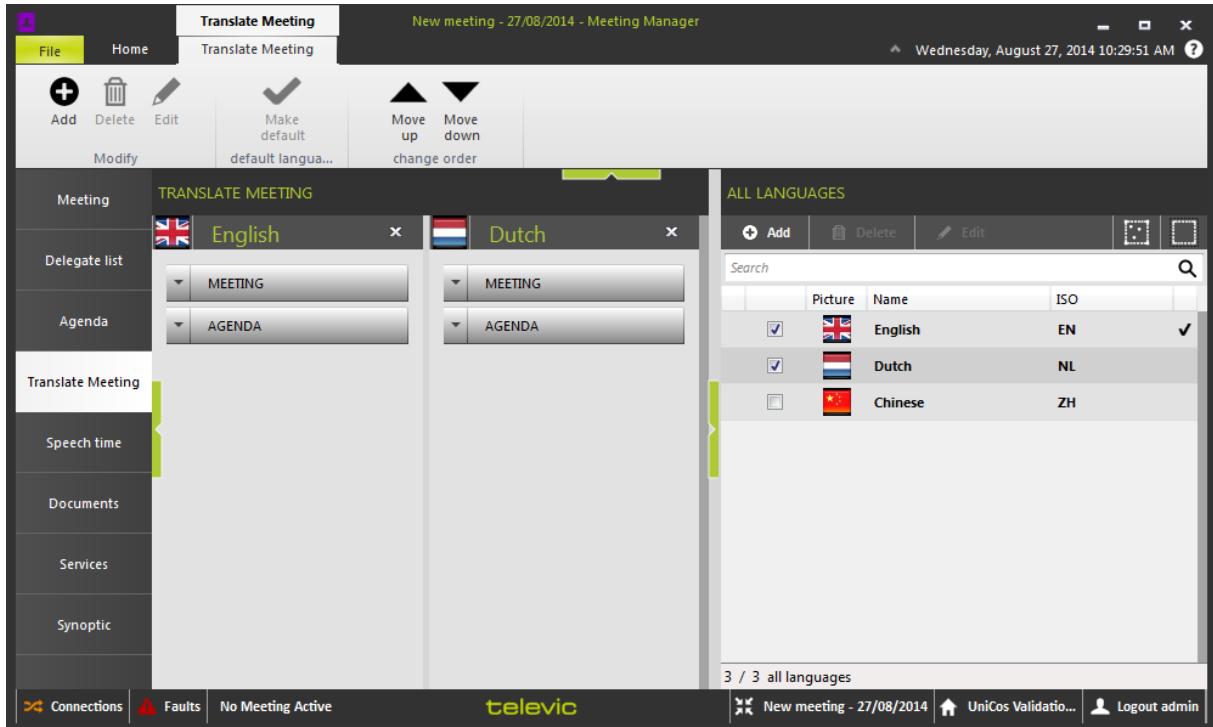 Translate Meeting
New meeting - 27/08/2014 - Meeting Manager
File
Home
Translate Meeting
Wednesday, August 27, 2014 10:29:51 AM
?
Add
Delete
Edit
Make
default
Move
up
Move
down
Modify
default langua...
change order
Meeting
Delegate list
Agenda
Translate Meeting
Speech time
Documents
Services
Synoptic
TRANSLATE MEETING
English
MEETING
AGENDA
Dutch
MEETING
AGENDA
ALL LANGUAGES
Add
Delete
Edit
Search
Picture Name ISO
English EN
Dutch NL
Chinese ZH
3 / 3 all languages
Connections
Faults
No Meeting Active
televic
New meeting - 27/08/2014
UniCos Validatio...
Logout admin